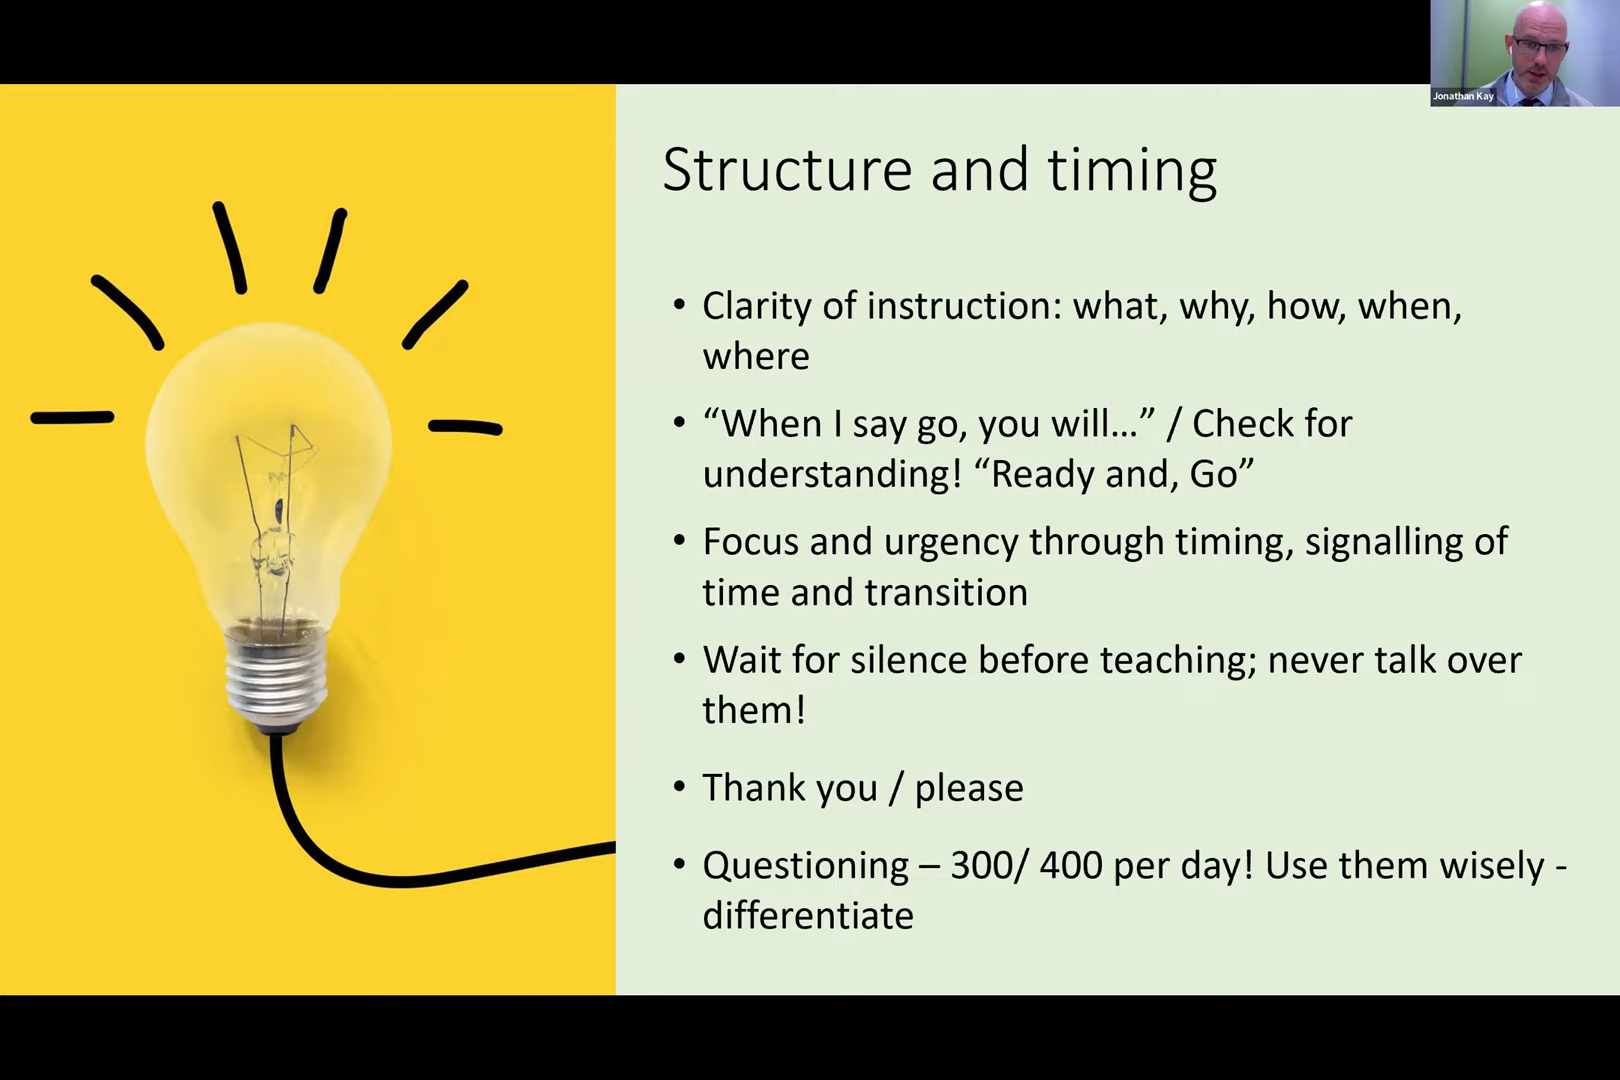 Jonathan Kay
Structure and timing
• Clarity of instruction: what, why, how, when,
where
• “When I say go, you will…” / Check for
understanding! “Ready and, Go”
• Focus and urgency through timing, signalling of
time and transition
• Wait for silence before teaching; never talk over
them!
• Thank you / please
• Questioning – 300/ 400 per day! Use them wisely -
differentiate